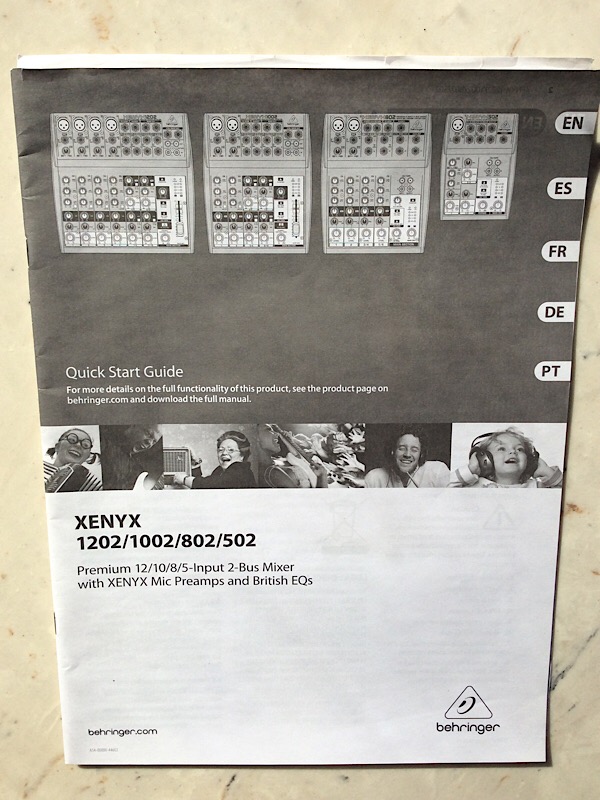 EN
ES
FR
DE
PT
Quick Start Guide
For more details on the full functionality of this product, see the product page on
behringer.com and download the full manual.
XENYX
1202/1002/802/502
Premium 12/10/8/5-Input 2-Bus Mixer
with XENYX Mic Preamps and British EQs
behringer.com
behringer